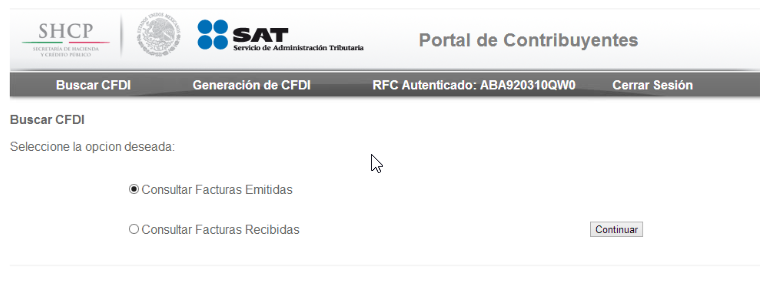 SHCP
SECRETARÍA DE HACIENDA
Y CRÉDITO PÚBLICO
SAT
Servicio de Administración Tributaria
Portal de Contribuyentes
Buscar CFDI Generación de CFDI RFC Autenticado: ABA920310QW0 Cerrar Sesión
Buscar CFDI
Seleccione la opcion deseada:
Consultar Facturas Emitidas
Consultar Facturas Recibidas Continuar